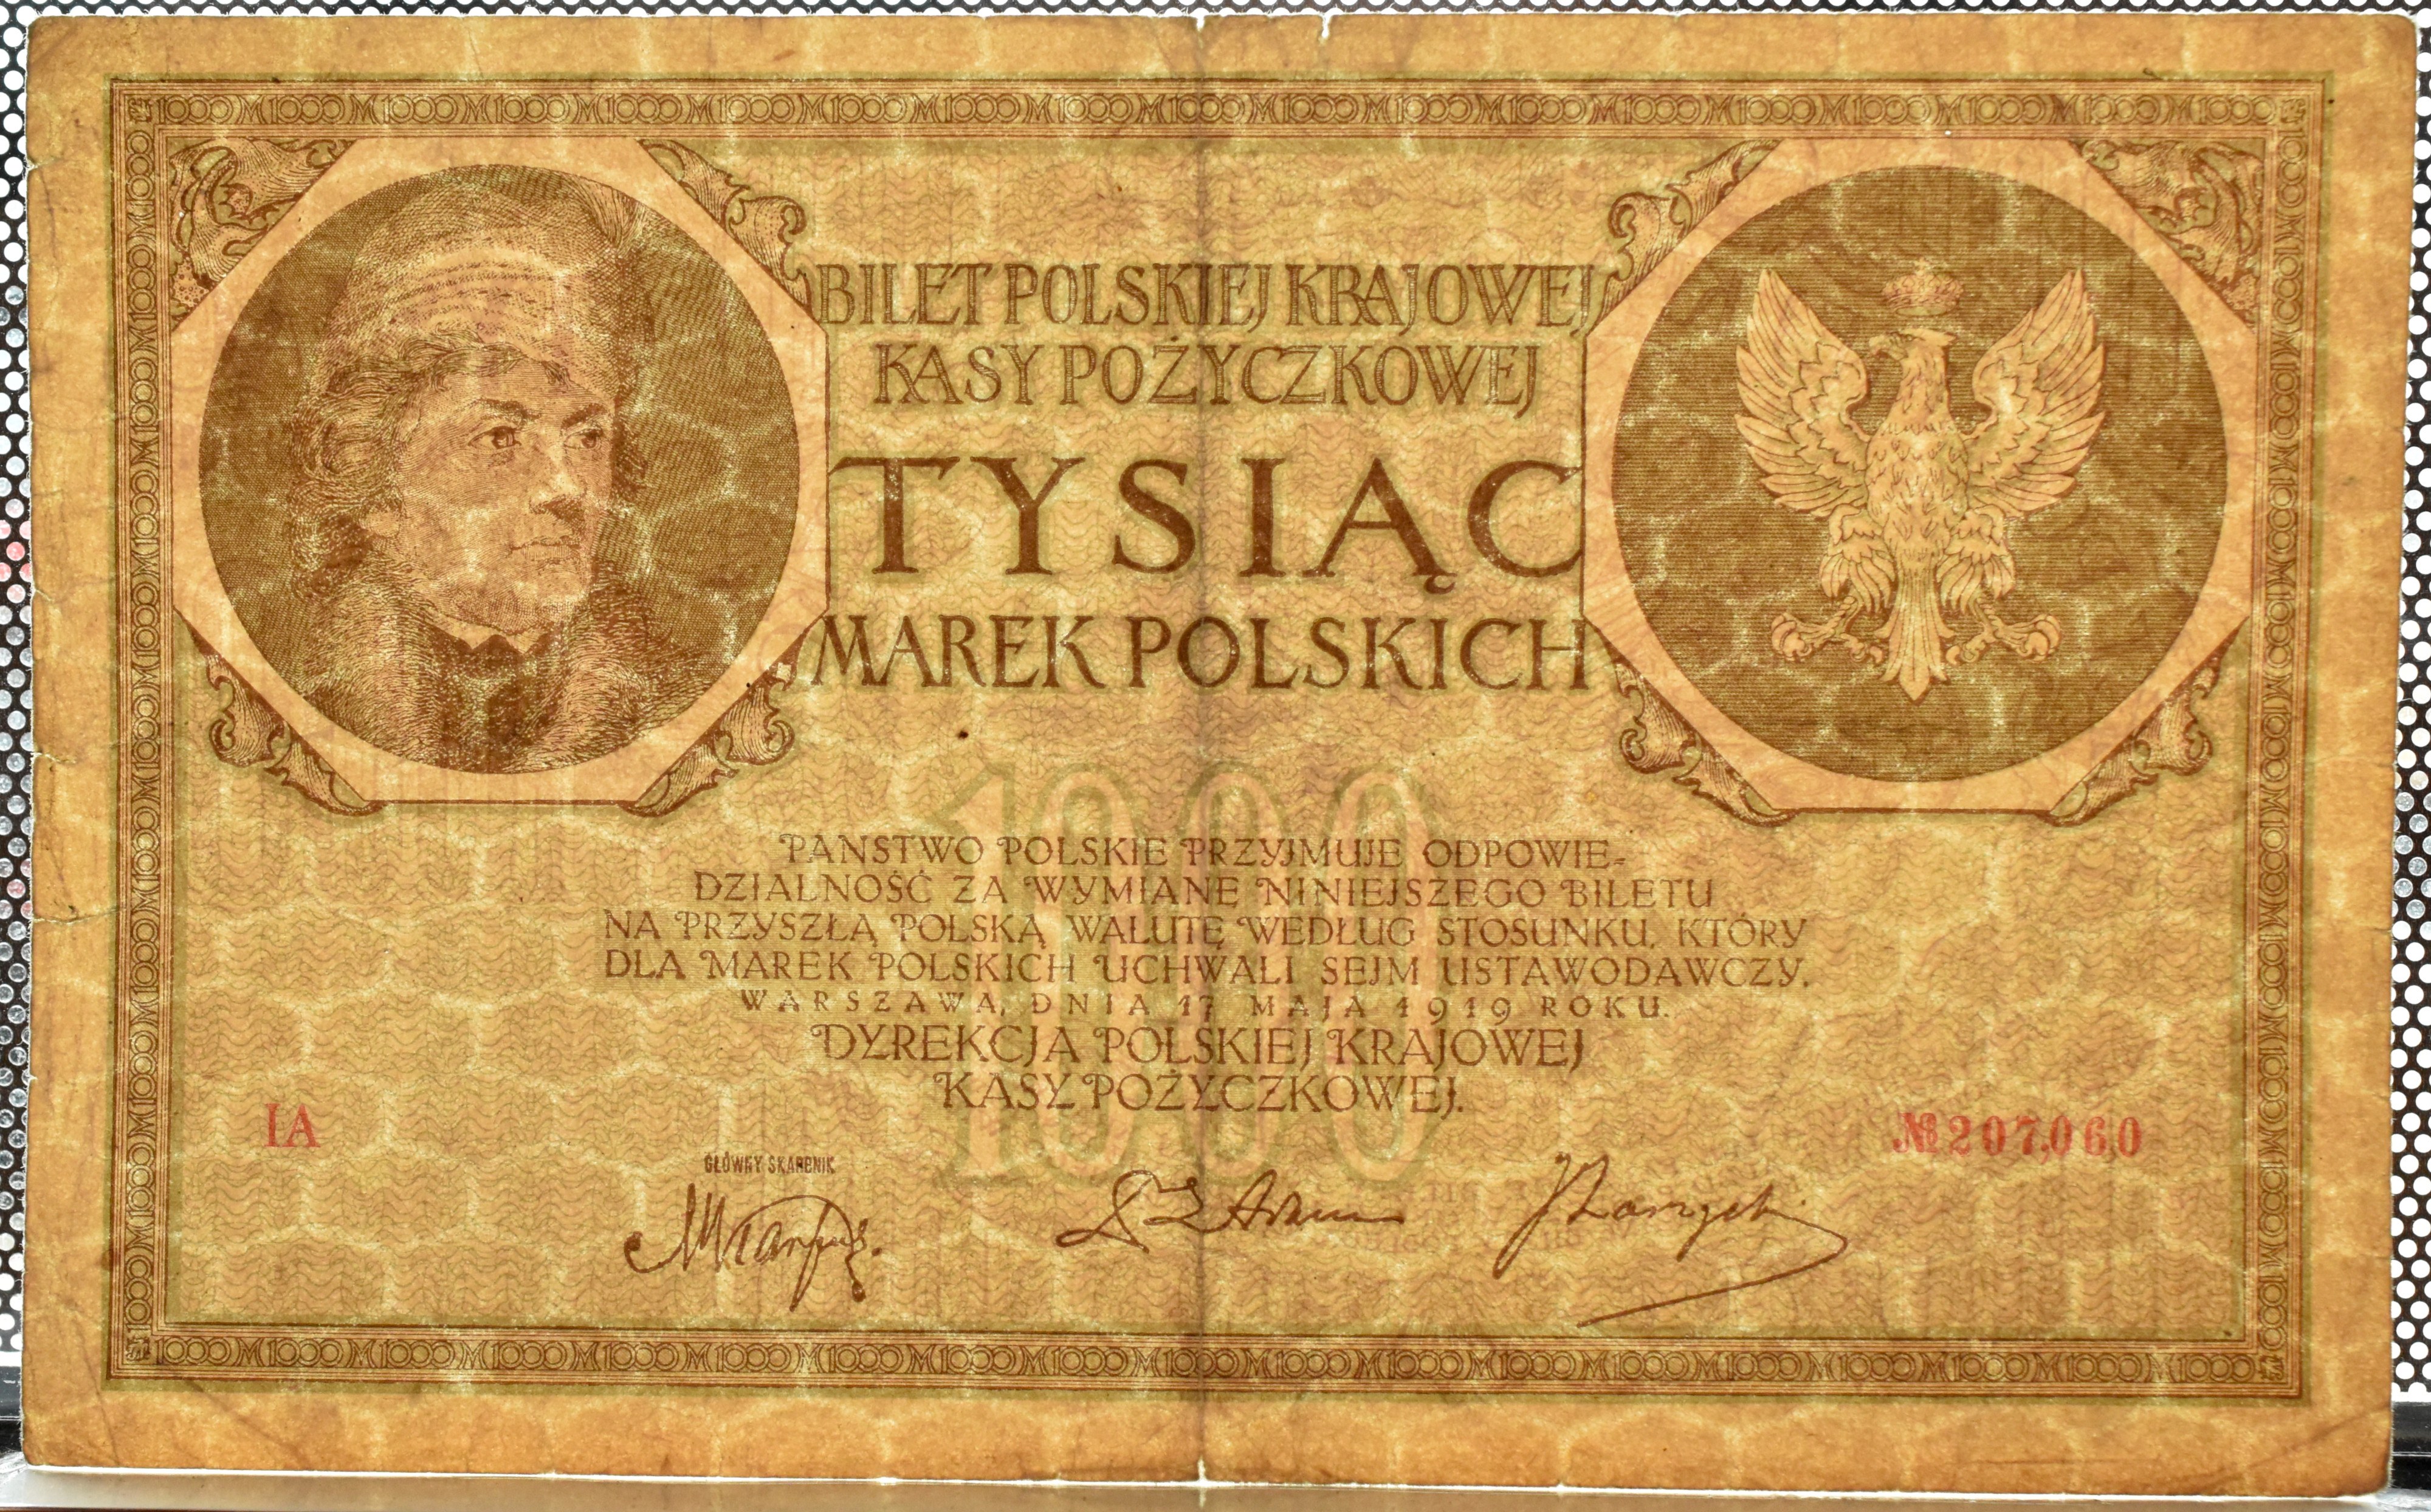 BILET POLSKIEJ KRAJOWEJ
KASY POŻYCZKOWEJ
TYSIĄC
MAREK POLSKICH
1000
PAŃSTWO POLSKIE PRZYJMUJE ODPOWIE-
DZIALNOŚĆ ZA WYMIANĘ NINIEJSZEGO BILETU
NA PRZYSZŁĄ POLSKĄ WALUTĘ WEDŁUG STOSUNKU, KTÓRY
DLA MAREK POLSKICH UCHWALI SEJM USTAWODAWCZY.
WARSZAWA, DNIA 17 MAJA 1919 ROKU.
DYREKCJA POLSKIEJ KRAJOWEJ
KASY POŻYCZKOWEJ.
IA
№ 207,060
GŁÓWNY SKARBNIK